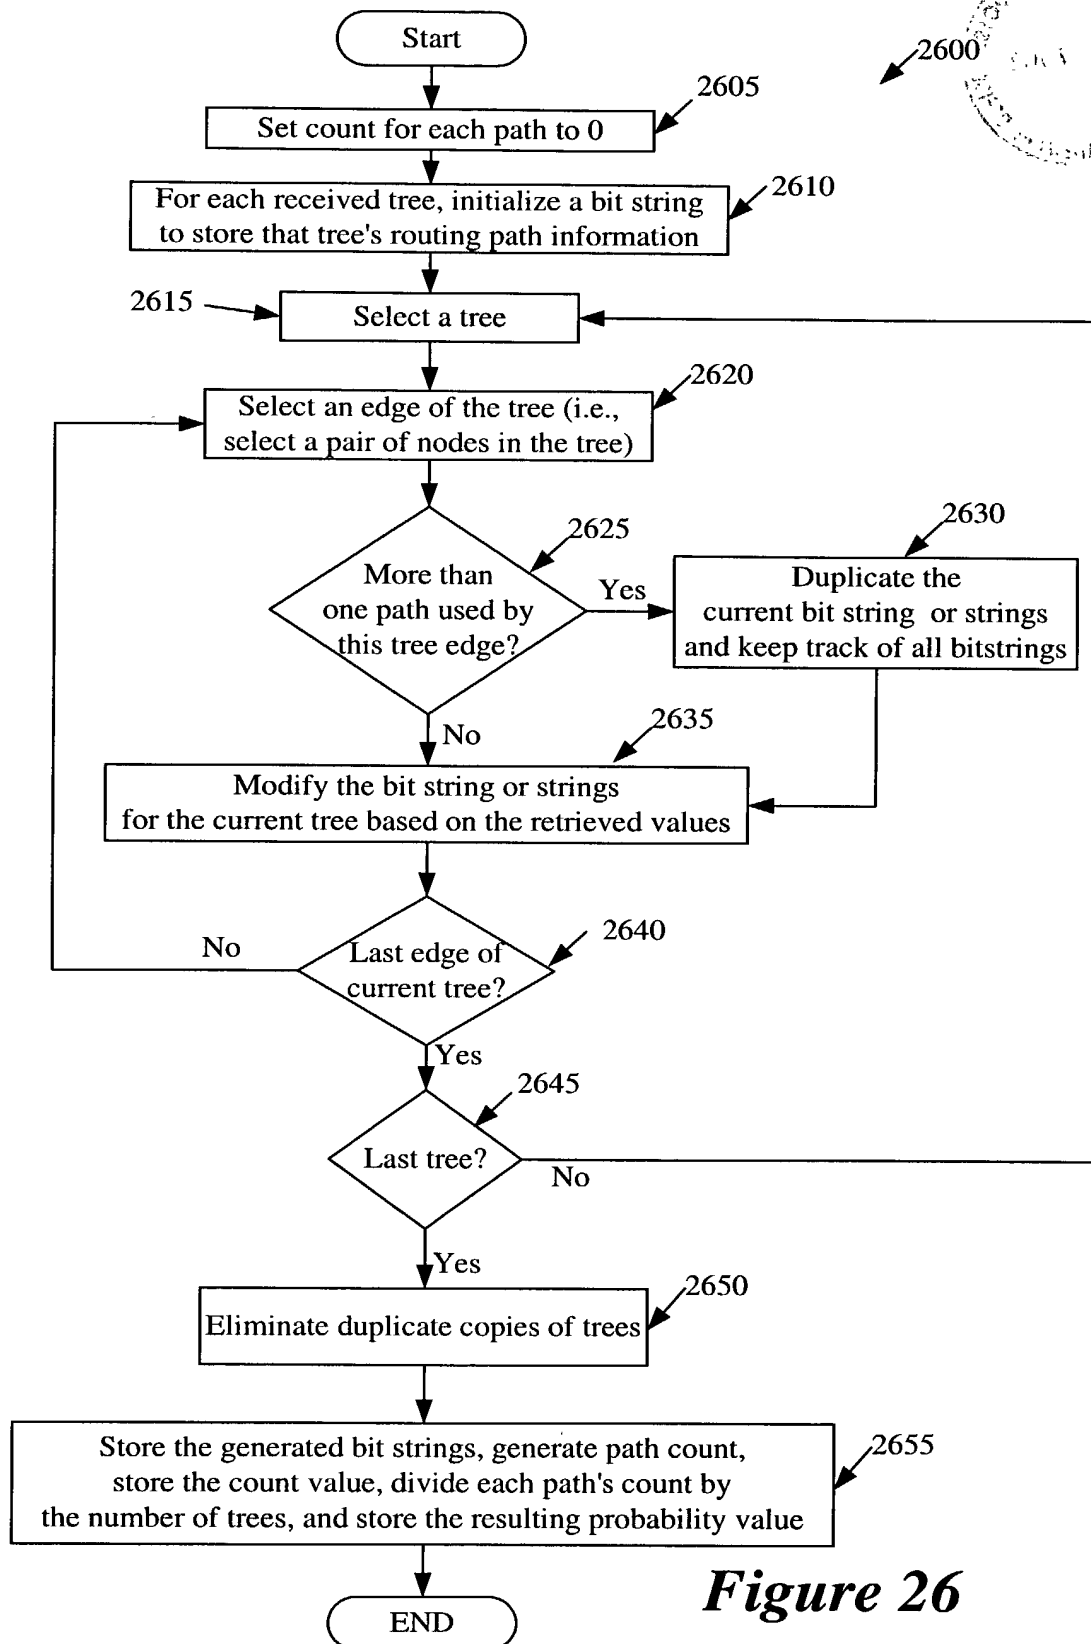 Start
2600
2605
Set count for each path to 0
2610
For each received tree, initialize a bit string
to store that tree's routing path information
2615
Select a tree
2620
Select an edge of the tree (i.e.,
select a pair of nodes in the tree)
2625
More than
one path used by
this tree edge?
Yes
2630
Duplicate the
current bit string or strings
and keep track of all bitstrings
No
2635
Modify the bit string or strings
for the current tree based on the retrieved values
No
Last edge of
current tree?
2640
Yes
2645
Last tree?
No
Yes
2650
Eliminate duplicate copies of trees
2655
Store the generated bit strings, generate path count,
store the count value, divide each path's count by
the number of trees, and store the resulting probability value
END
Figure 26